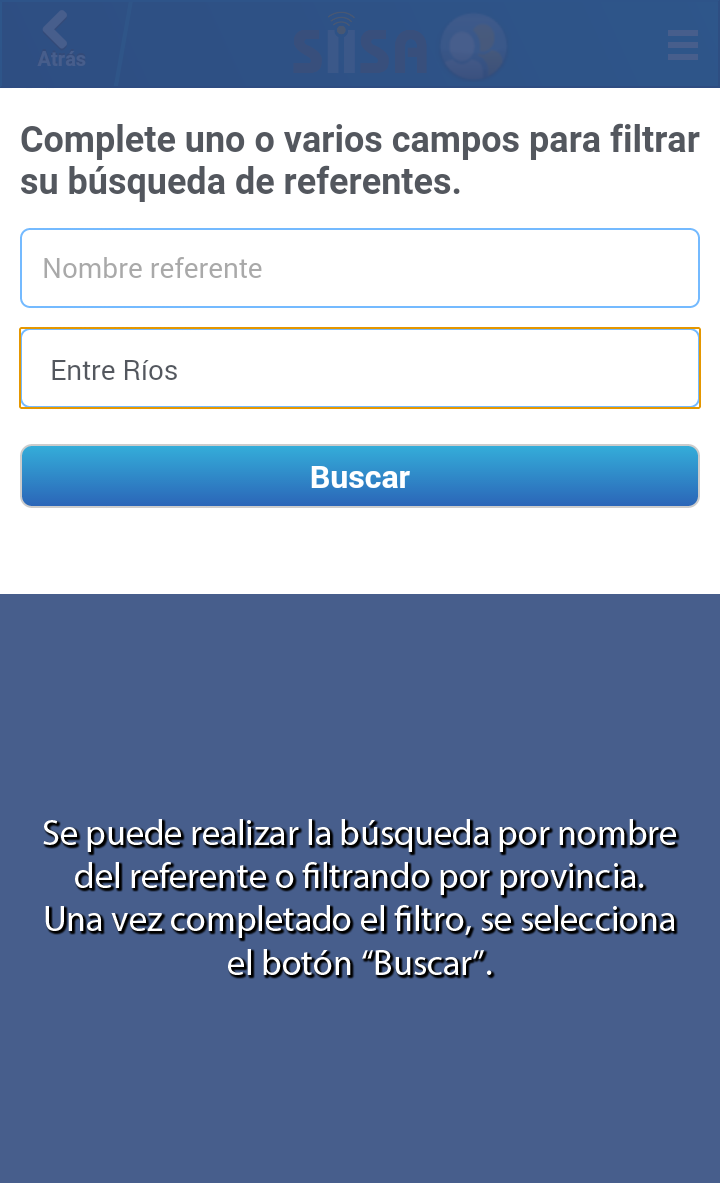 Atrás
SIISA
Complete uno o varios campos para filtrar
su búsqueda de referentes.
Nombre referente
Entre Ríos
Buscar
Se puede realizar la búsqueda por nombre
del referente o filtrando por provincia.
Una vez completado el filtro, se selecciona
el botón “Buscar”.